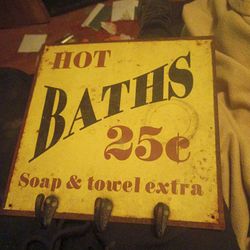 HOT
BATHS
25¢
Soap & towel extra